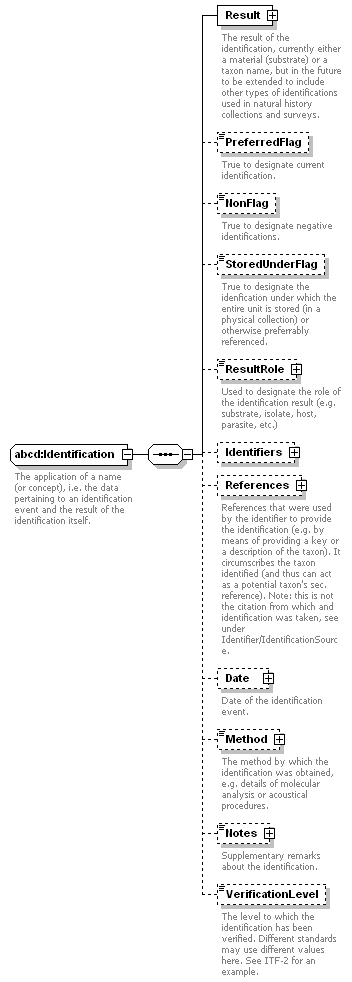 Result
The result of the
identification, currently either
a material (substrate) or a
taxon name, but in the future
to be extended to include
other types of identifications
used in natural history
collections and surveys.
PreferredFlag
True to designate current
identification.
NonFlag
True to designate negative
identifications.
StoredUnderFlag
True to designate the
idenfication under which the
entire unit is stored (in a
physical collection) or
otherwise preferrably
referenced.
ResultRole
Used to designate the role of
the identification result (e.g.
substrate, isolate, host,
parasite, etc.)
abcd:Identification
The application of a name
(or concept), i.e. the data
pertaining to an identification
event and the result of the
identification itself.
Identifiers
References
References that were used
by the identifier to provide
the identification (e.g. by
means of providing a key or
a description of the taxon). It
circumscribes the taxon
identified (and thus can act
as a potential taxon's sec.
reference). Note: this is not
the citation from which and
identification was taken, see
under
Identifier/IdentificationSourc
e.
Date
Date of the identification
event.
Method
The method by which the
identification was obtained,
e.g. details of molecular
analysis or acoustical
procedures.
Notes
Supplementary remarks
about the identification.
VerificationLevel
The level to which the
identification has been
verified. Different standards
may use different values
here. See ITF-2 for an
example.